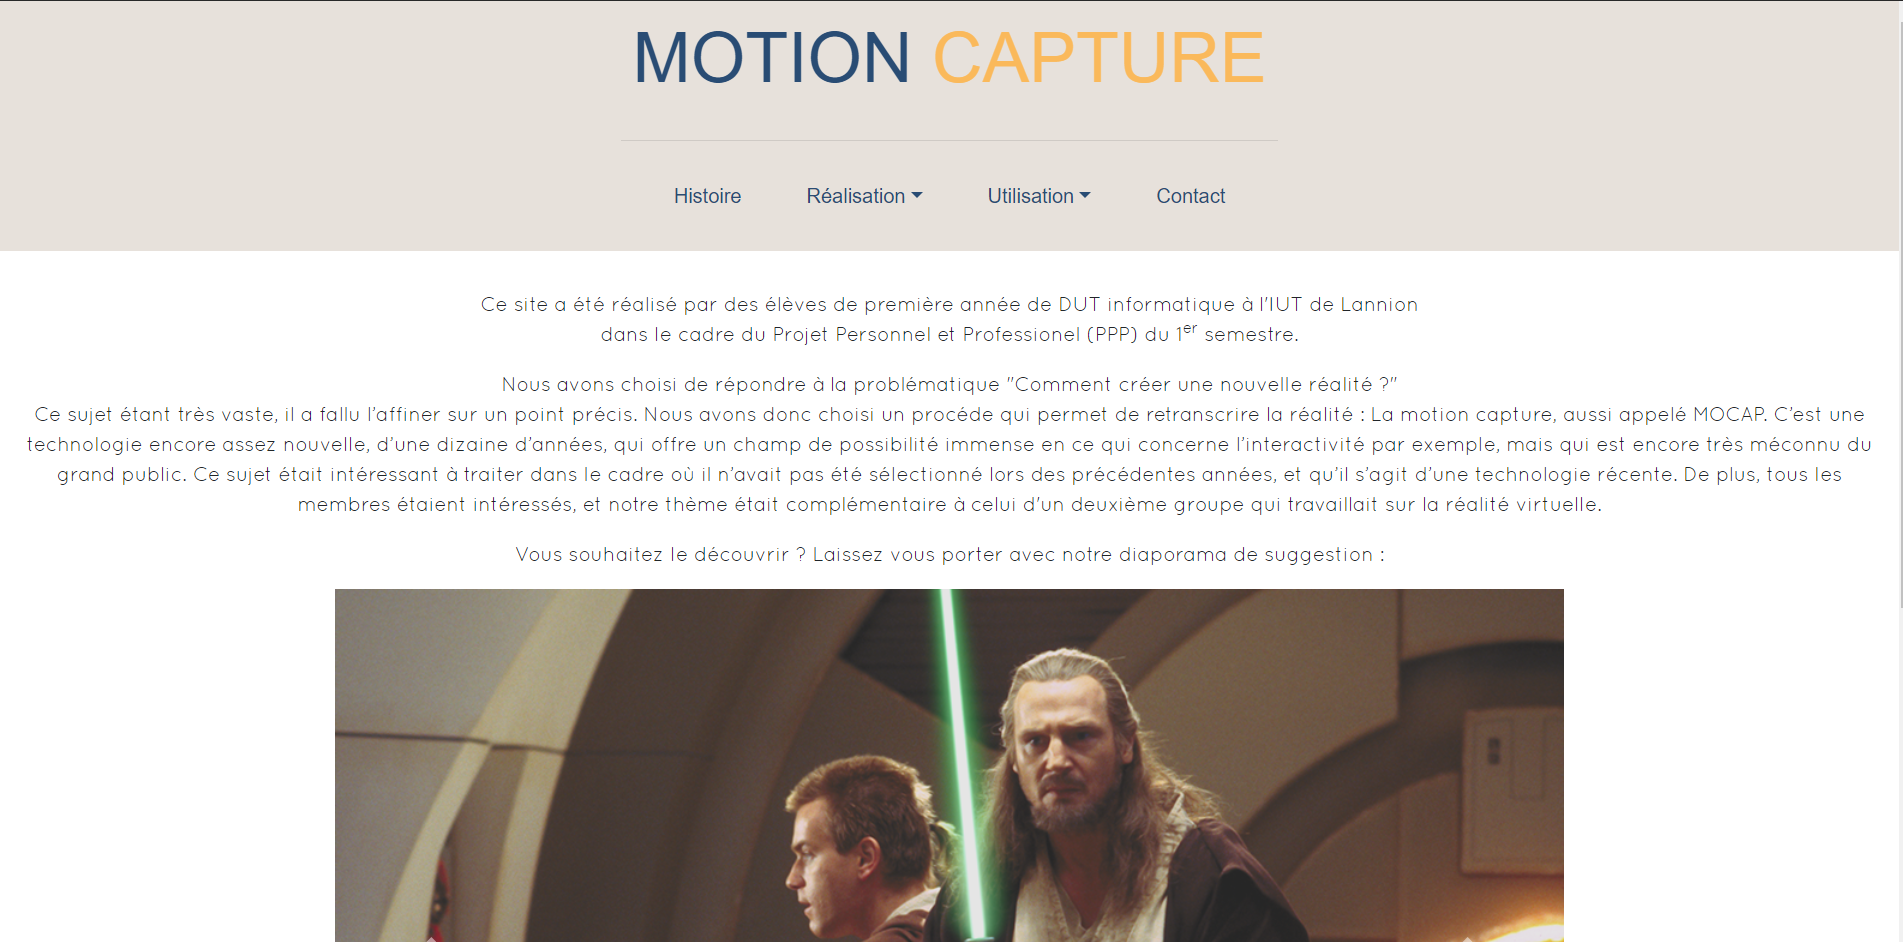 MOTION CAPTURE
Histoire Réalisation Utilisation Contact
Ce site a été réalisé par des élèves de première année de DUT informatique à l'IUT de Lannion
dans le cadre du Projet Personnel et Professionel (PPP) du 1er semestre.
Nous avons choisi de répondre à la problématique "Comment créer une nouvelle réalité ?"
Ce sujet étant très vaste, il a fallu l’affiner sur un point précis. Nous avons donc choisi un procéde qui permet de retranscrire la réalité : La motion capture, aussi appelé MOCAP. C’est une
technologie encore assez nouvelle, d’une dizaine d’années, qui offre un champ de possibilité immense en ce qui concerne l’interactivité par exemple, mais qui est encore très méconnu du
grand public. Ce sujet était intéressant à traiter dans le cadre où il n’avait pas été sélectionné lors des précédentes années, et qu’il s’agit d’une technologie récente. De plus, tous les
membres étaient intéressés, et notre thème était complémentaire à celui d'un deuxième groupe qui travaillait sur la réalité virtuelle.
Vous souhaitez le découvrir ? Laissez vous porter avec notre diaporama de suggestion :